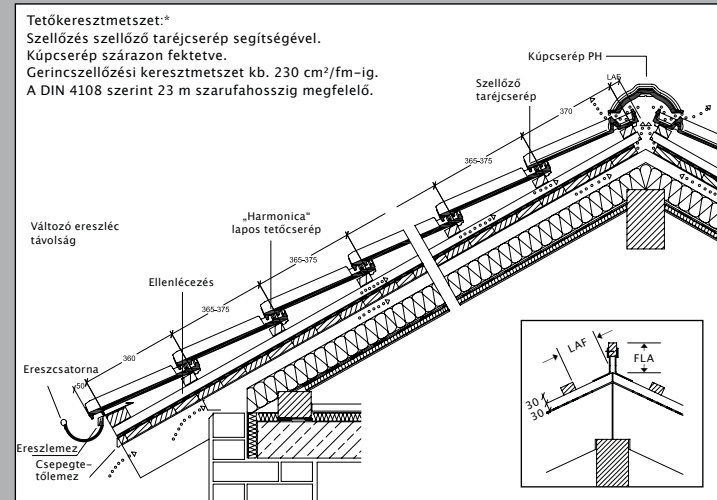 Tetőkeresztmetszet:*
Szellőzés szellőző taréjcserép segítségével.
Kúpcserép szárazon fektetve.
Gerincszellőzési keresztmetszet kb. 230 cm²/fm–ig.
A DIN 4108 szerint 23 m szarufahosszig megfelelő.
Kúpcserép PH
LAF
Szellőző
taréjcserép
370
365-375
„Harmonica“
lapos tetőcserép
Változó eresztléc
távolság
365-375
Ellenlécezés
365-375
360
Ereszcsatorna
50
Ereszlemez
Csepegte-
tőlemez
LAF
FLA
30
30